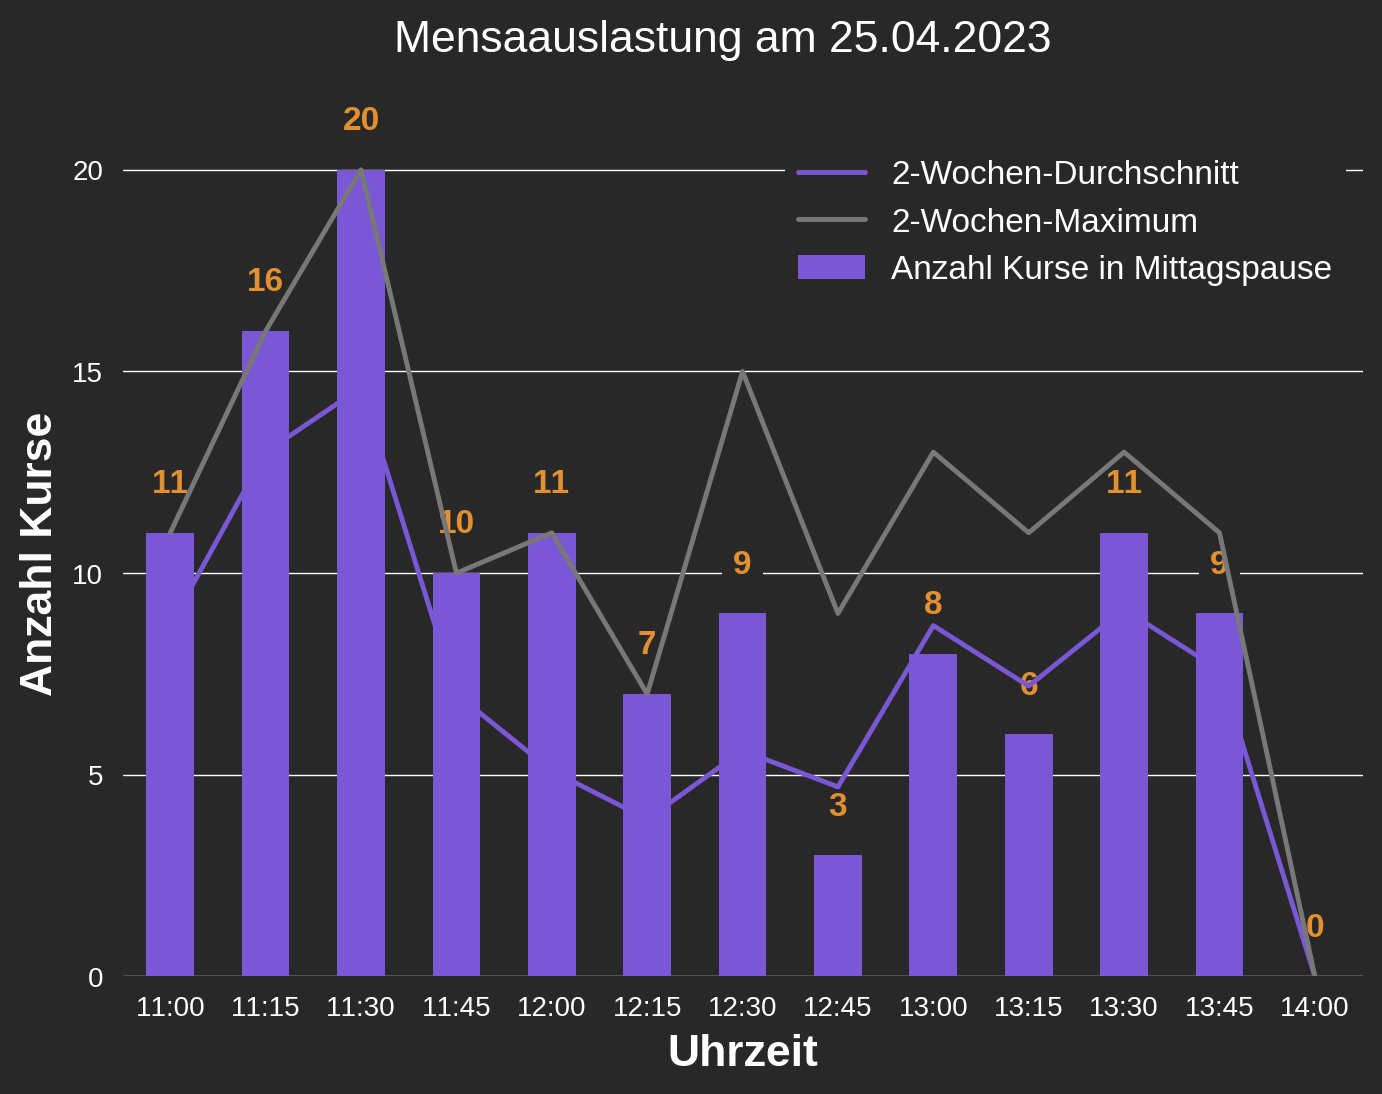 Mensaauslastung am 25.04.2023
2-Wochen-Durchschnitt
2-Wochen-Maximum
Anzahl Kurse in Mittagspause
Anzahl Kurse
20
15
10
5
0
11
16
20
10
11
7
9
3
8
6
11
9
0
11:00 11:15 11:30 11:45 12:00 12:15 12:30 12:45 13:00 13:15 13:30 13:45 14:00
Uhrzeit